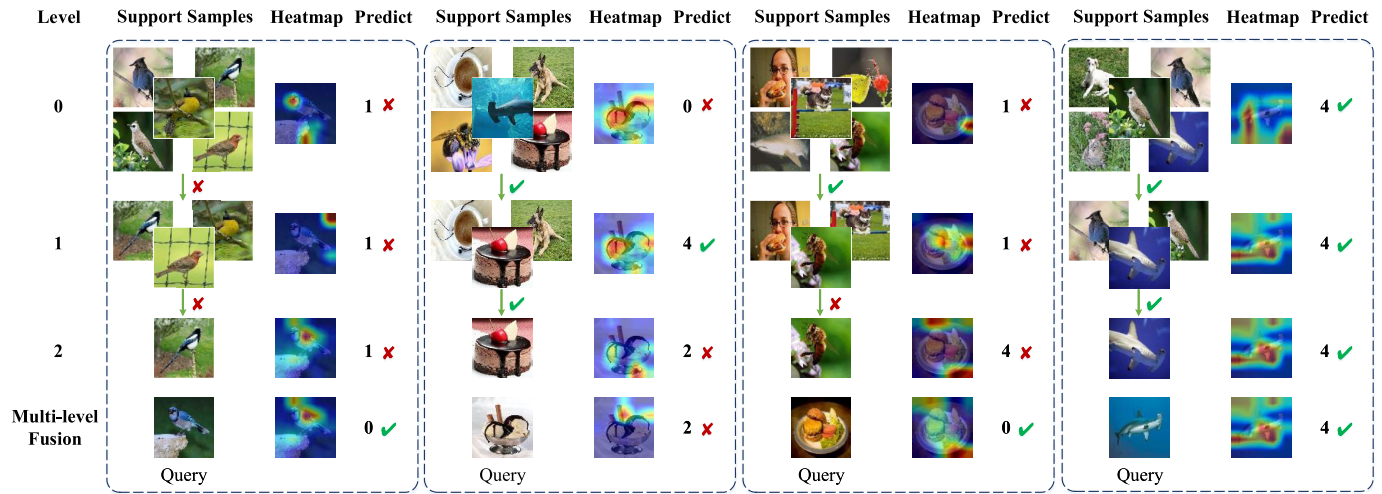 Level Support Samples Heatmap Predict Support Samples Heatmap Predict Support Samples Heatmap Predict Support Samples Heatmap Predict
0 1 ✘ 0 ✘ 1 ✘ 4 ✔
✘ ✔ ✔ ✔
1 1 ✘ 4 ✔ 1 ✘ 4 ✔
✘ ✔ ✘ ✔
2 1 ✘ 2 ✘ 4 ✘ 4 ✔
Multi-level
Fusion 0 ✔ 2 ✘ 0 ✔ 4 ✔
Query Query Query Query